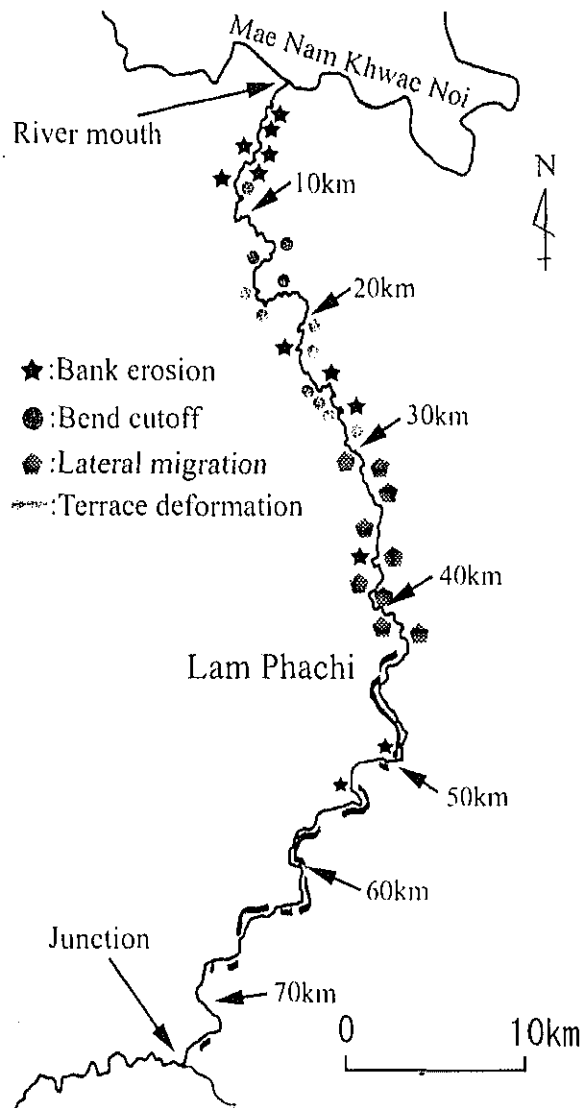 Mae Nam Khwae Noi
River mouth
N
10km
20km
:Bank erosion
:Bend cutoff
30km
:Lateral migration
:Terrace deformation
40km
Lam Phachi
50km
60km
Junction
70km
0 10km